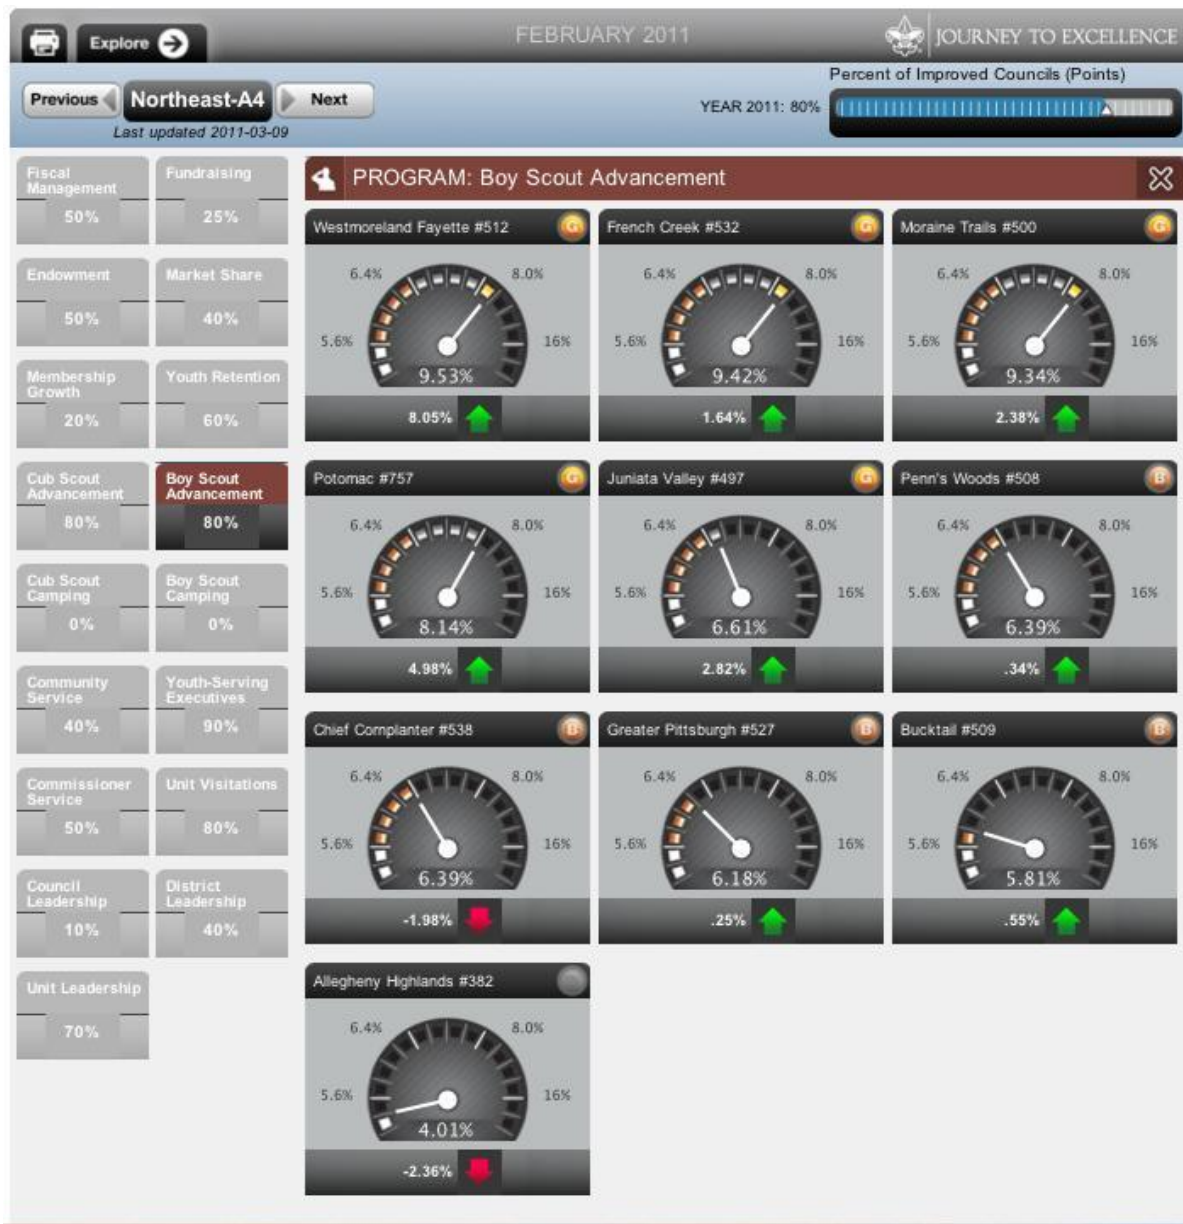 Explore
FEBRUARY 2011
JOURNEY TO EXCELLENCE
Previous
Northeast-A4
Next
Last updated 2011-03-09
Percent of Improved Councils (Points)
YEAR 2011: 80%
Fiscal
Management
50%
Fundraising
25%
Endowment
50%
Market Share
40%
Membership
Growth
20%
Youth Retention
60%
Cub Scout
Advancement
80%
Boy Scout
Advancement
80%
Cub Scout
Camping
0%
Boy Scout
Camping
0%
Community
Service
40%
Youth-Serving
Executives
90%
Commissioner
Service
50%
Unit Visitations
80%
Council
Leadership
10%
District
Leadership
40%
Unit Leadership
70%
PROGRAM: Boy Scout Advancement
Westmoreland Fayette #512
G
6.4%
8.0%
5.6%
16%
9.53%
8.05%
French Creek #532
G
6.4%
8.0%
5.6%
16%
9.42%
1.64%
Moraine Trails #500
G
6.4%
8.0%
5.6%
16%
9.34%
2.38%
Potomac #757
G
6.4%
8.0%
5.6%
16%
8.14%
4.98%
Juniata Valley #497
G
6.4%
8.0%
5.6%
16%
6.61%
2.82%
Penn's Woods #508
B
6.4%
8.0%
5.6%
16%
6.39%
.34%
Chief Cornplanter #538
B
6.4%
8.0%
5.6%
16%
6.39%
-1.98%
Greater Pittsburgh #527
B
6.4%
8.0%
5.6%
16%
6.18%
.25%
Bucktail #509
B
6.4%
8.0%
5.6%
16%
5.81%
.55%
Allegheny Highlands #382
6.4%
8.0%
5.6%
16%
4.01%
-2.36%